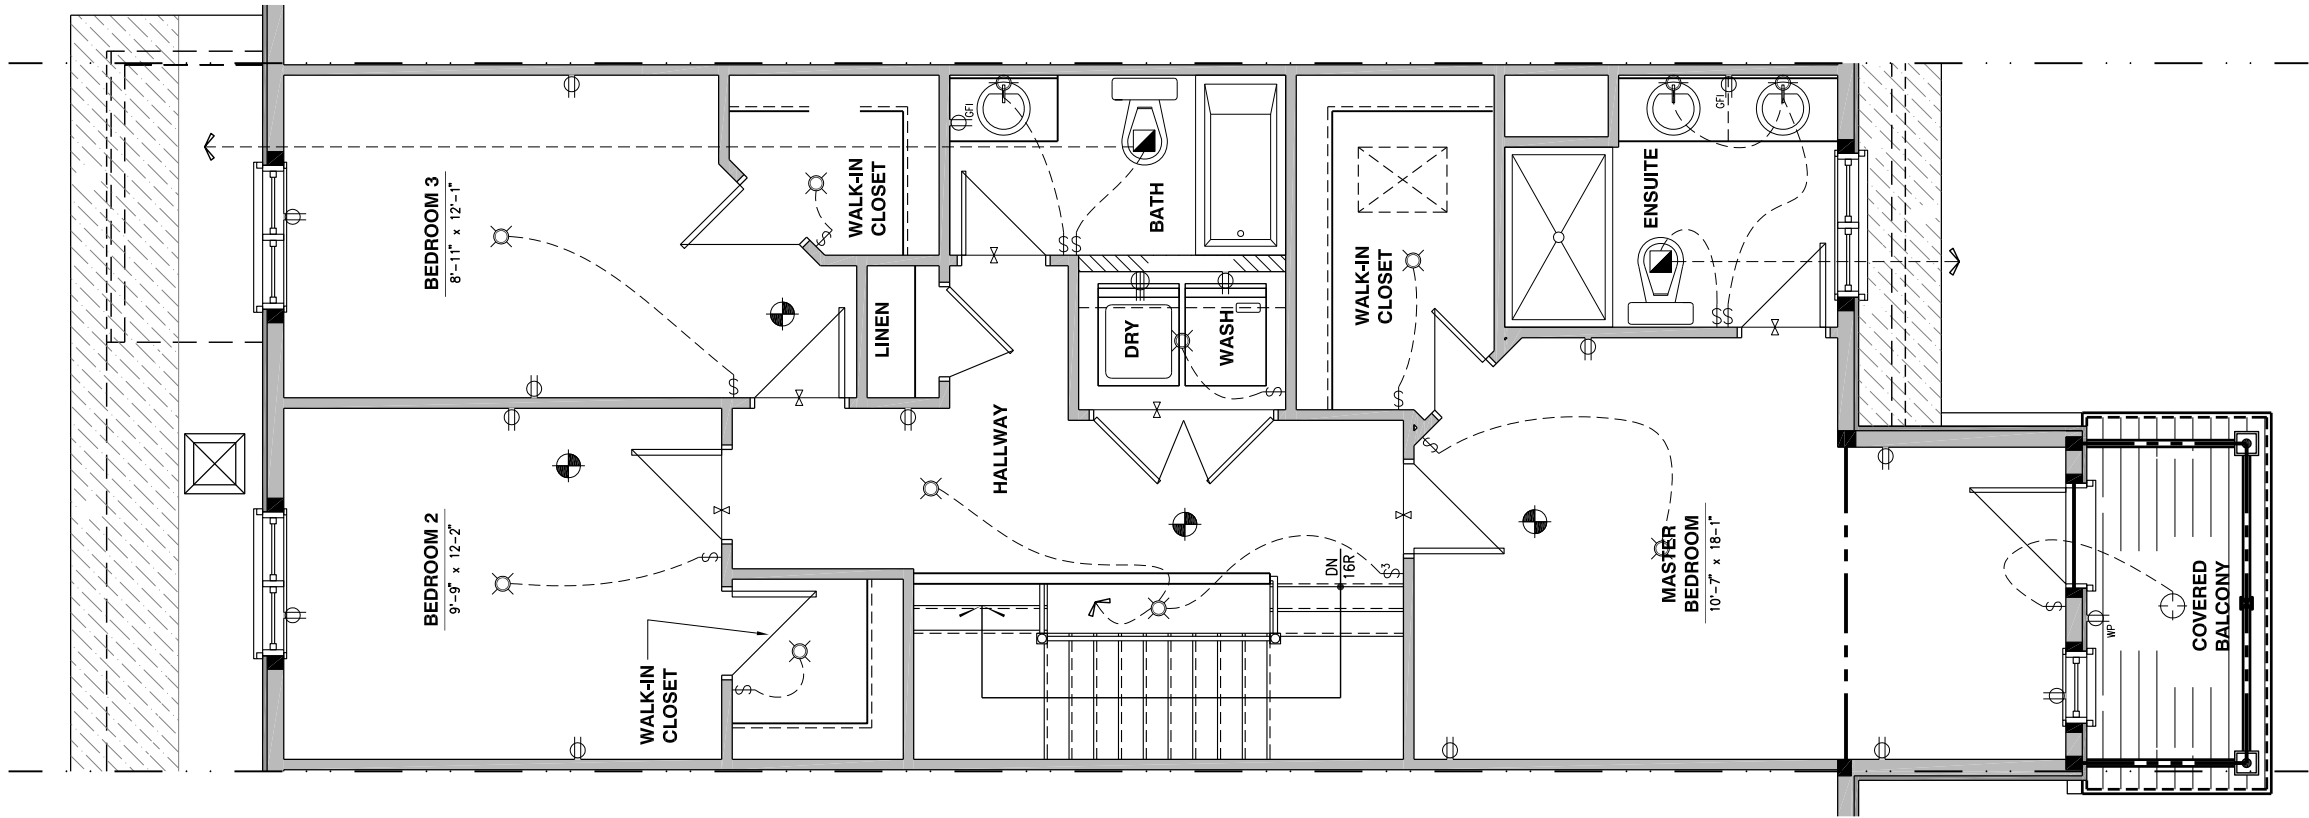 BEDROOM 3
8'-11" x 12'-1"
WALK-IN
CLOSET
GFI
BATH
WALK-IN
CLOSET
GFI
ENSUITE
LINEN
DRY
WASH
HALLWAY
BEDROOM 2
9'-9" x 12-2"
WALK-IN
CLOSET
DN
16R
3
MASTER
BEDROOM
10'-7" x 18-1"
WP
COVERED
BALCONY
S
S
S
S
S
S
S
S
S
S
S
S
S